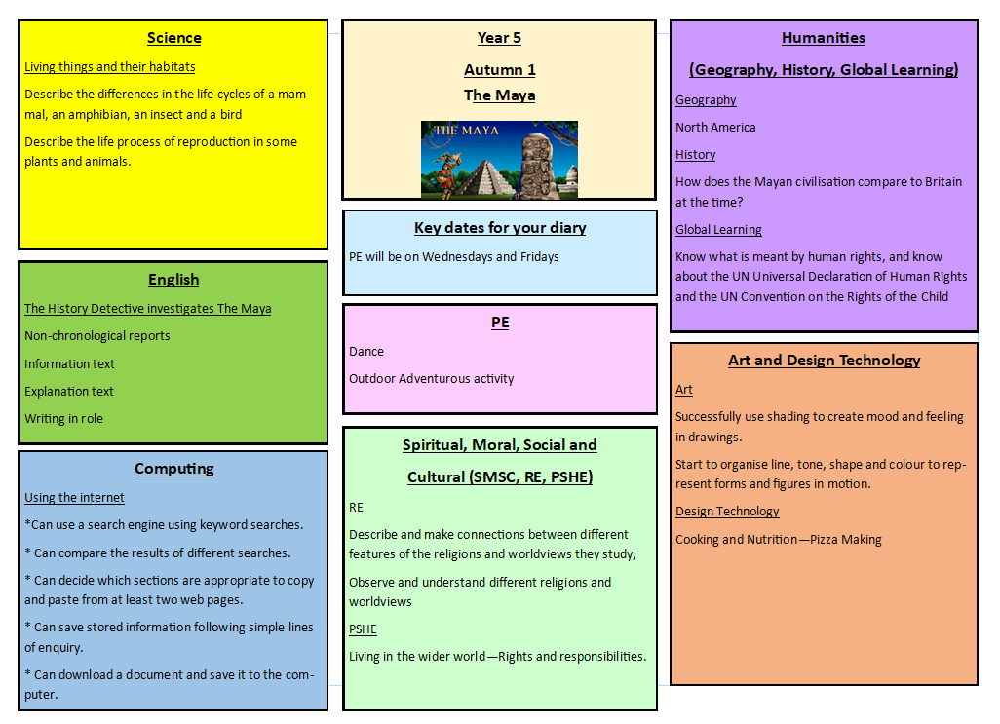 Science
Living things and their habitats
Describe the differences in the life cycles of a mam-
mal, an amphibian, an insect and a bird
Describe the life process of reproduction in some
plants and animals.
English
The History Detective investigates The Maya
Non-chronological reports
Information text
Explanation text
Writing in role
Computing
Using the internet
*Can use a search engine using keyword searches.
* Can compare the results of different searches.
* Can decide which sections are appropriate to copy
and paste from at least two web pages.
* Can save stored information following simple lines
of enquiry.
* Can download a document and save it to the com-
puter.
Year 5
Autumn 1
The Maya
THE MAYA
Key dates for your diary
PE will be on Wednesdays and Fridays
PE
Dance
Outdoor Adventurous activity
Spiritual, Moral, Social and
Cultural (SMSC, RE, PSHE)
RE
Describe and make connections between different
features of the religions and worldviews they study,
Observe and understand different religions and
worldviews
PSHE
Living in the wider world—Rights and responsibilities.
Humanities
(Geography, History, Global Learning)
Geography
North America
History
How does the Mayan civilisation compare to Britain
at the time?
Global Learning
Know what is meant by human rights, and know
about the UN Universal Declaration of Human Rights
and the UN Convention on the Rights of the Child
Art and Design Technology
Art
Successfully use shading to create mood and feeling
in drawings.
Start to organise line, tone, shape and colour to rep-
resent forms and figures in motion.
Design Technology
Cooking and Nutrition—Pizza Making